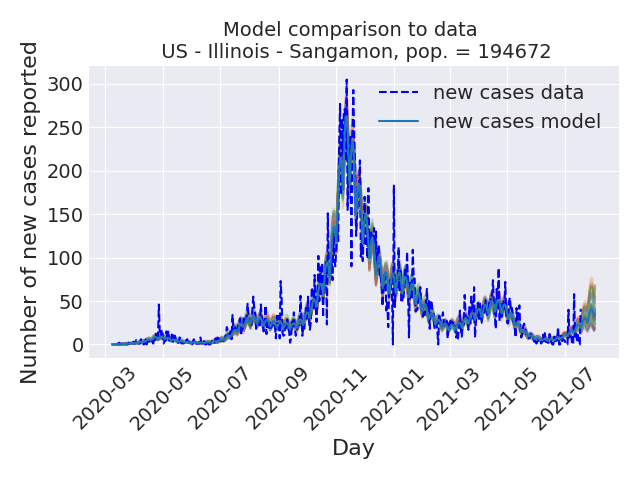 Model comparison to data
US - Illinois - Sangamon, pop. = 194672
Number of new cases reported
300
250
200
150
100
50
0
new cases data
new cases model
2020-03
2020-05
2020-07
2020-09
2020-11
2021-01
2021-03
2021-05
2021-07
Day